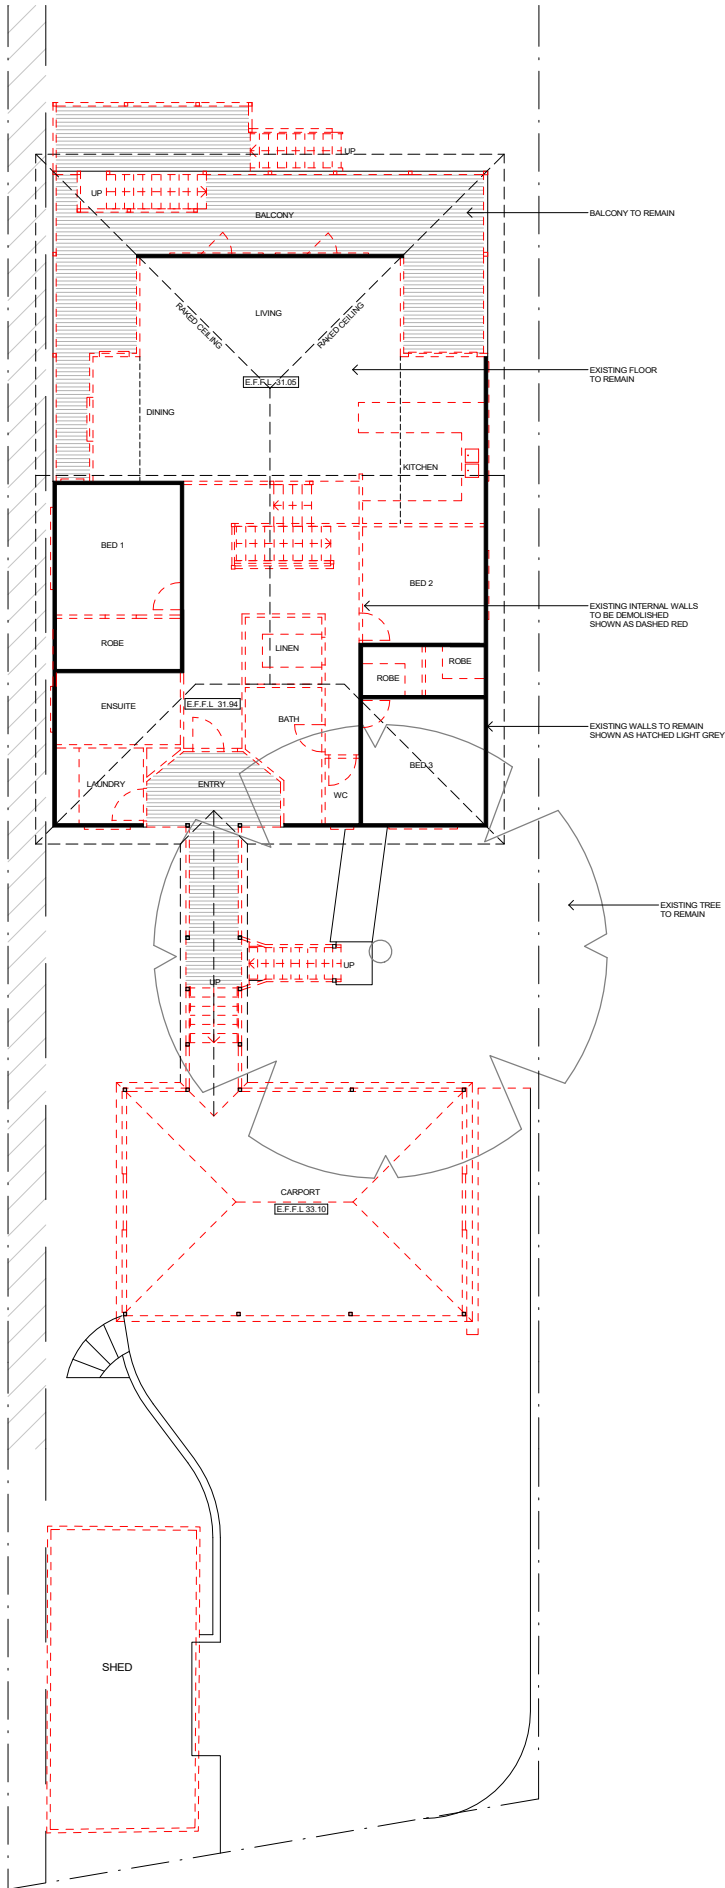 UP
UP
BALCONY
BALCONY TO REMAIN
LIVING
RAKED CEILING
RAKED CEILING
EXISTING FLOOR
TO REMAIN
E.F.F.L 31.05
DINING
KITCHEN
BED 1
BED 2
EXISTING INTERNAL WALLS
TO BE DEMOLISHED
SHOWN AS DASHED RED
ROBE
LINEN
ROBE
ROBE
ENSUITE
E.F.F.L 31.94
BATH
EXISTING WALLS TO REMAIN
SHOWN AS HATCHED LIGHT GREY
BED 3
LAUNDRY
ENTRY
WC
EXISTING TREE
TO REMAIN
UP
UP
CARPORT
E.F.F.L 33.10
SHED